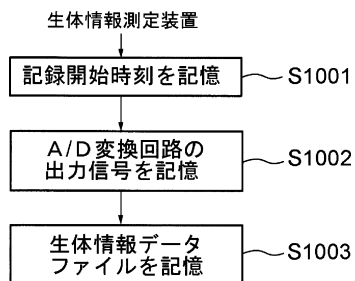 生体情報測定装置
記録開始時刻を記憶
S1001
A/D変換回路の
出力信号を記憶
S1002
生体情報データ
ファイルを記憶
S1003